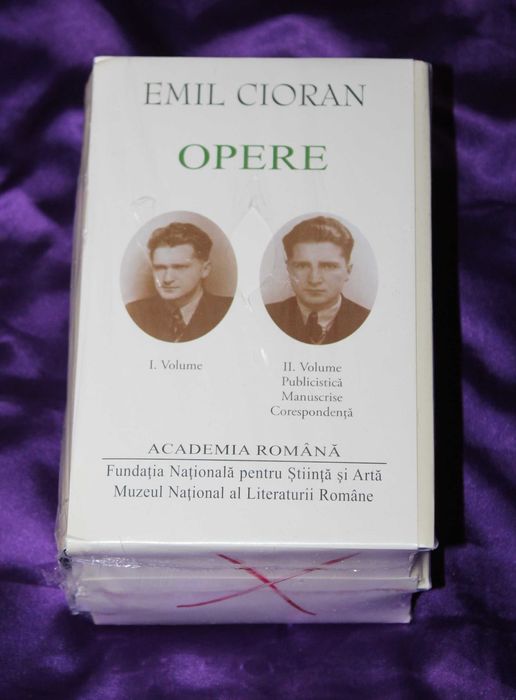 EMIL CIORAN
OPERE
I. Volume
II. Volume
Publicistică
Manuscrise
Corespondență
ACADEMIA ROMÂNĂ
Fundația Națională pentru Știință și Artă
Muzeul Național al Literaturii Române